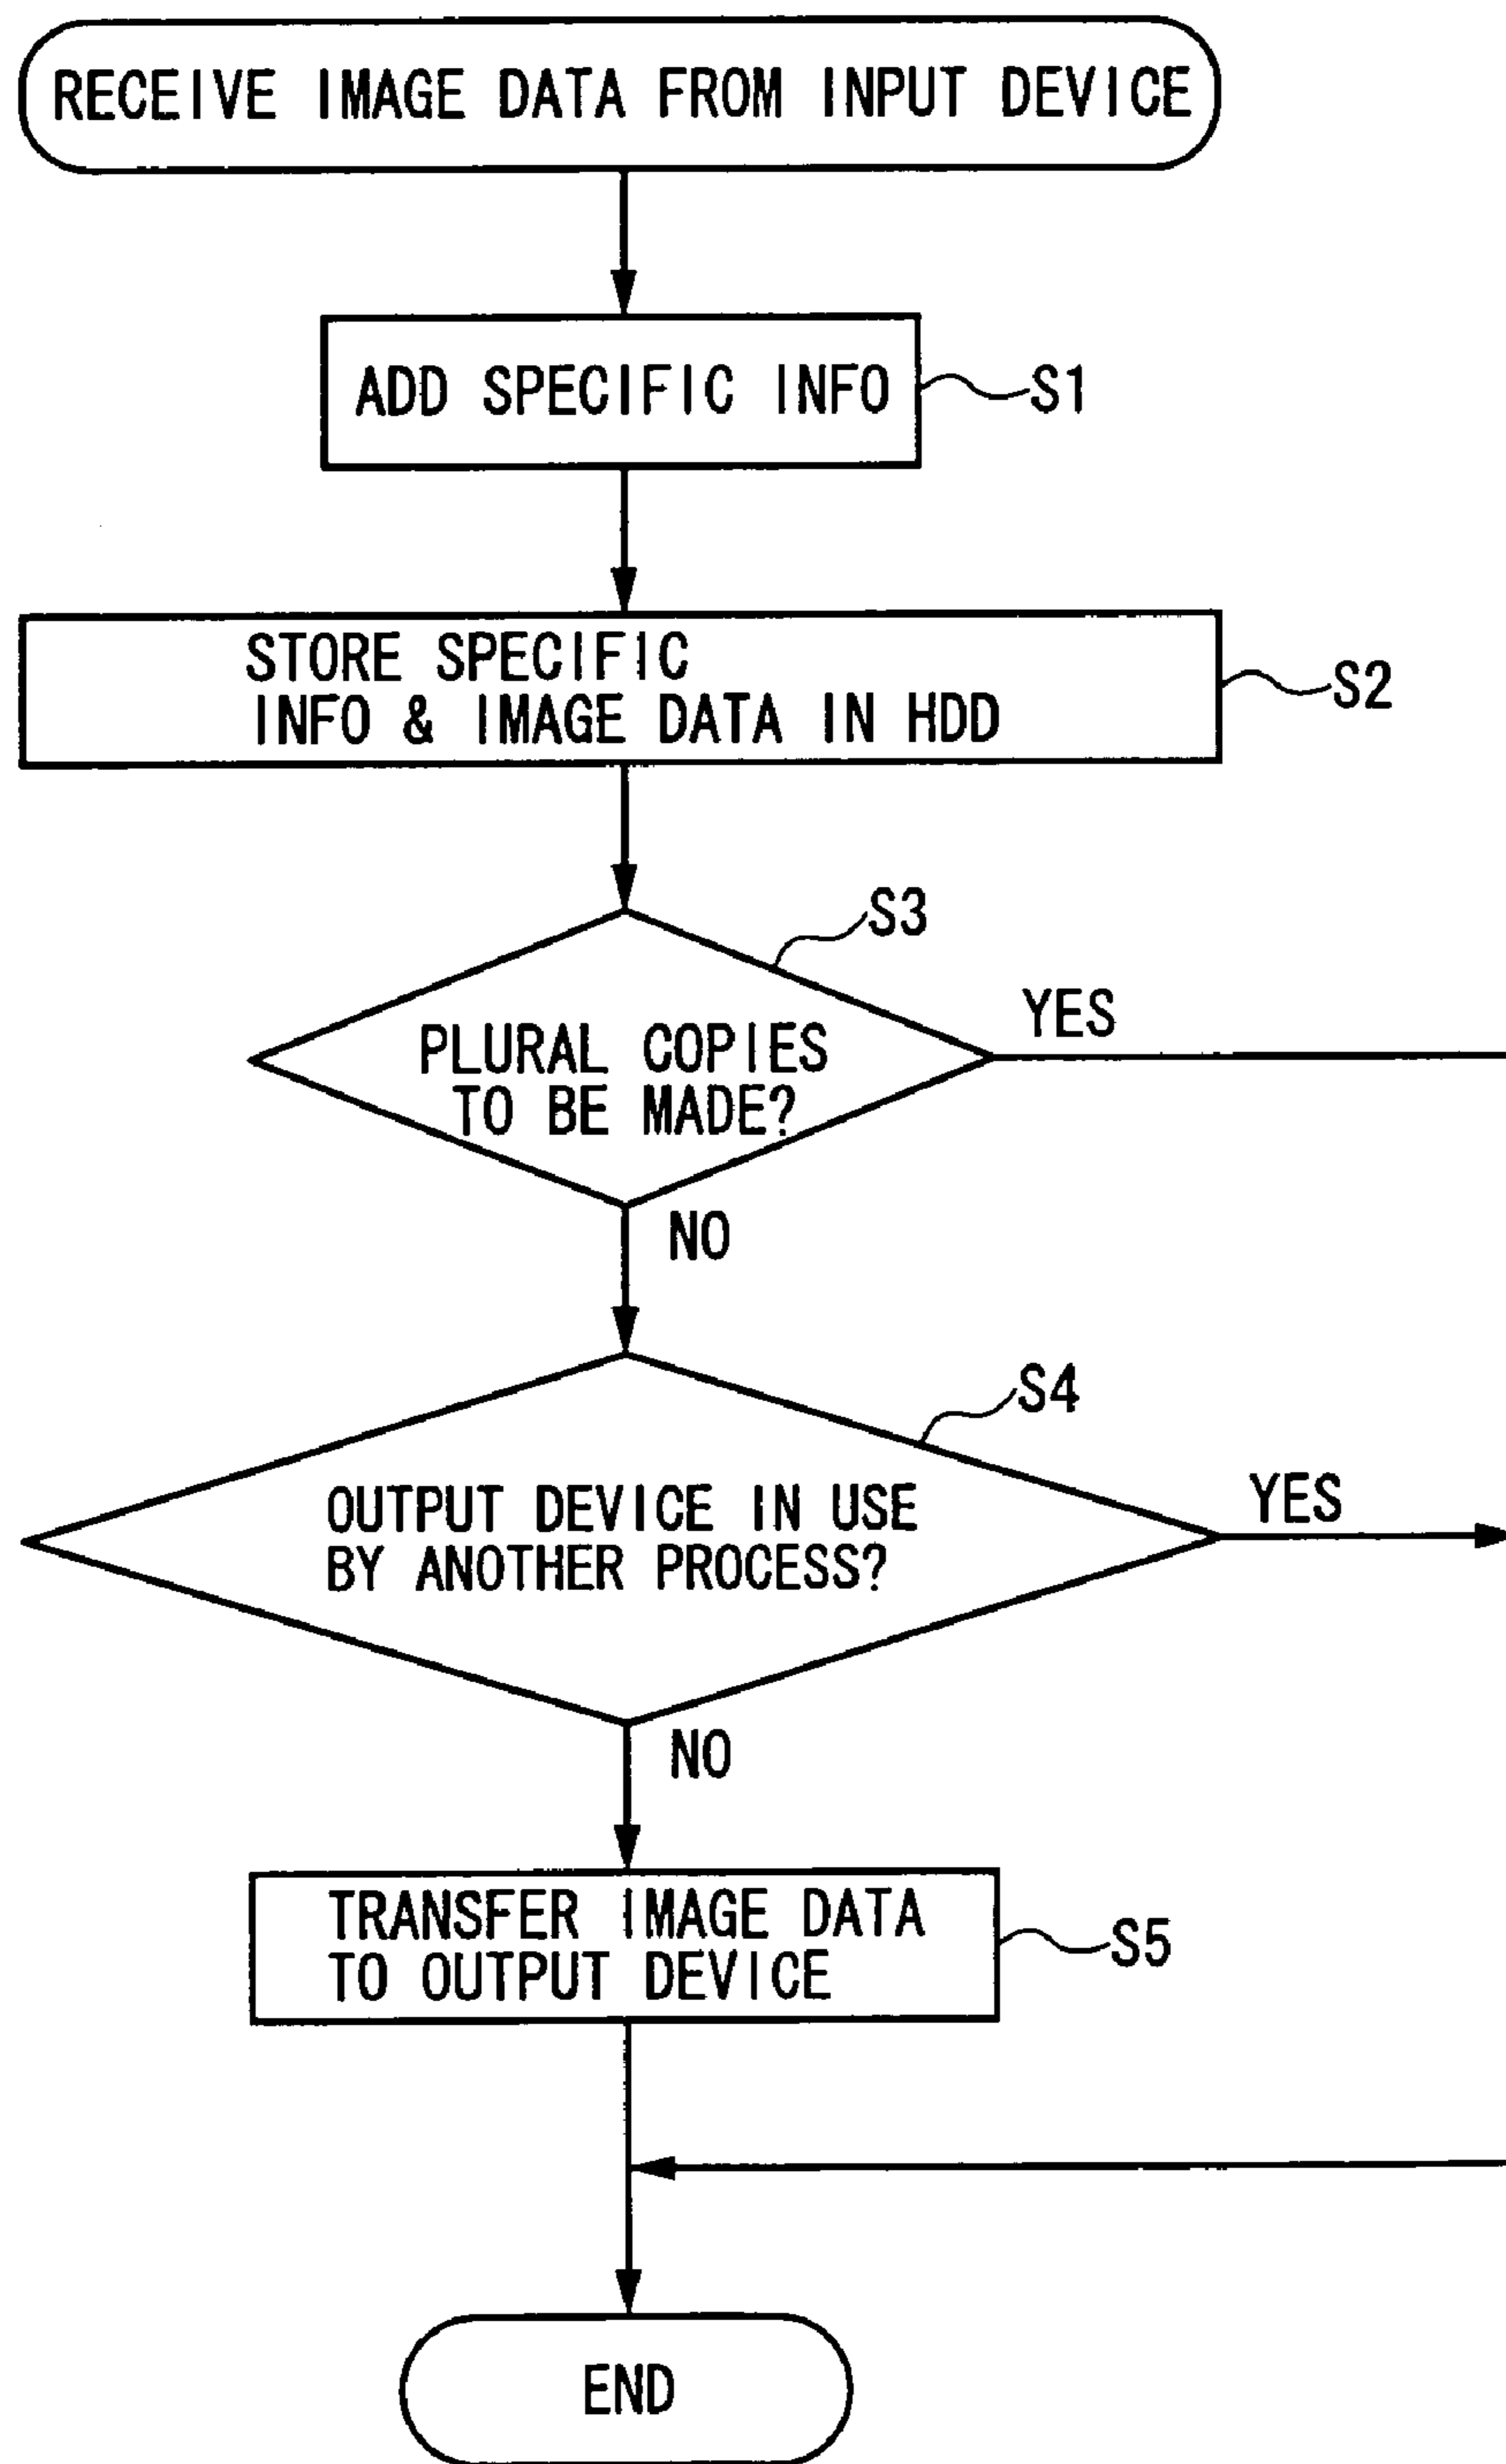 RECEIVE IMAGE DATA FROM INPUT DEVICE
ADD SPECIFIC INFO
S1
STORE SPECIFIC
INFO & IMAGE DATA IN HDD
S2
S3
PLURAL COPIES
TO BE MADE?
YES
NO
S4
OUTPUT DEVICE IN USE
BY ANOTHER PROCESS?
YES
NO
TRANSFER IMAGE DATA
TO OUTPUT DEVICE
S5
END